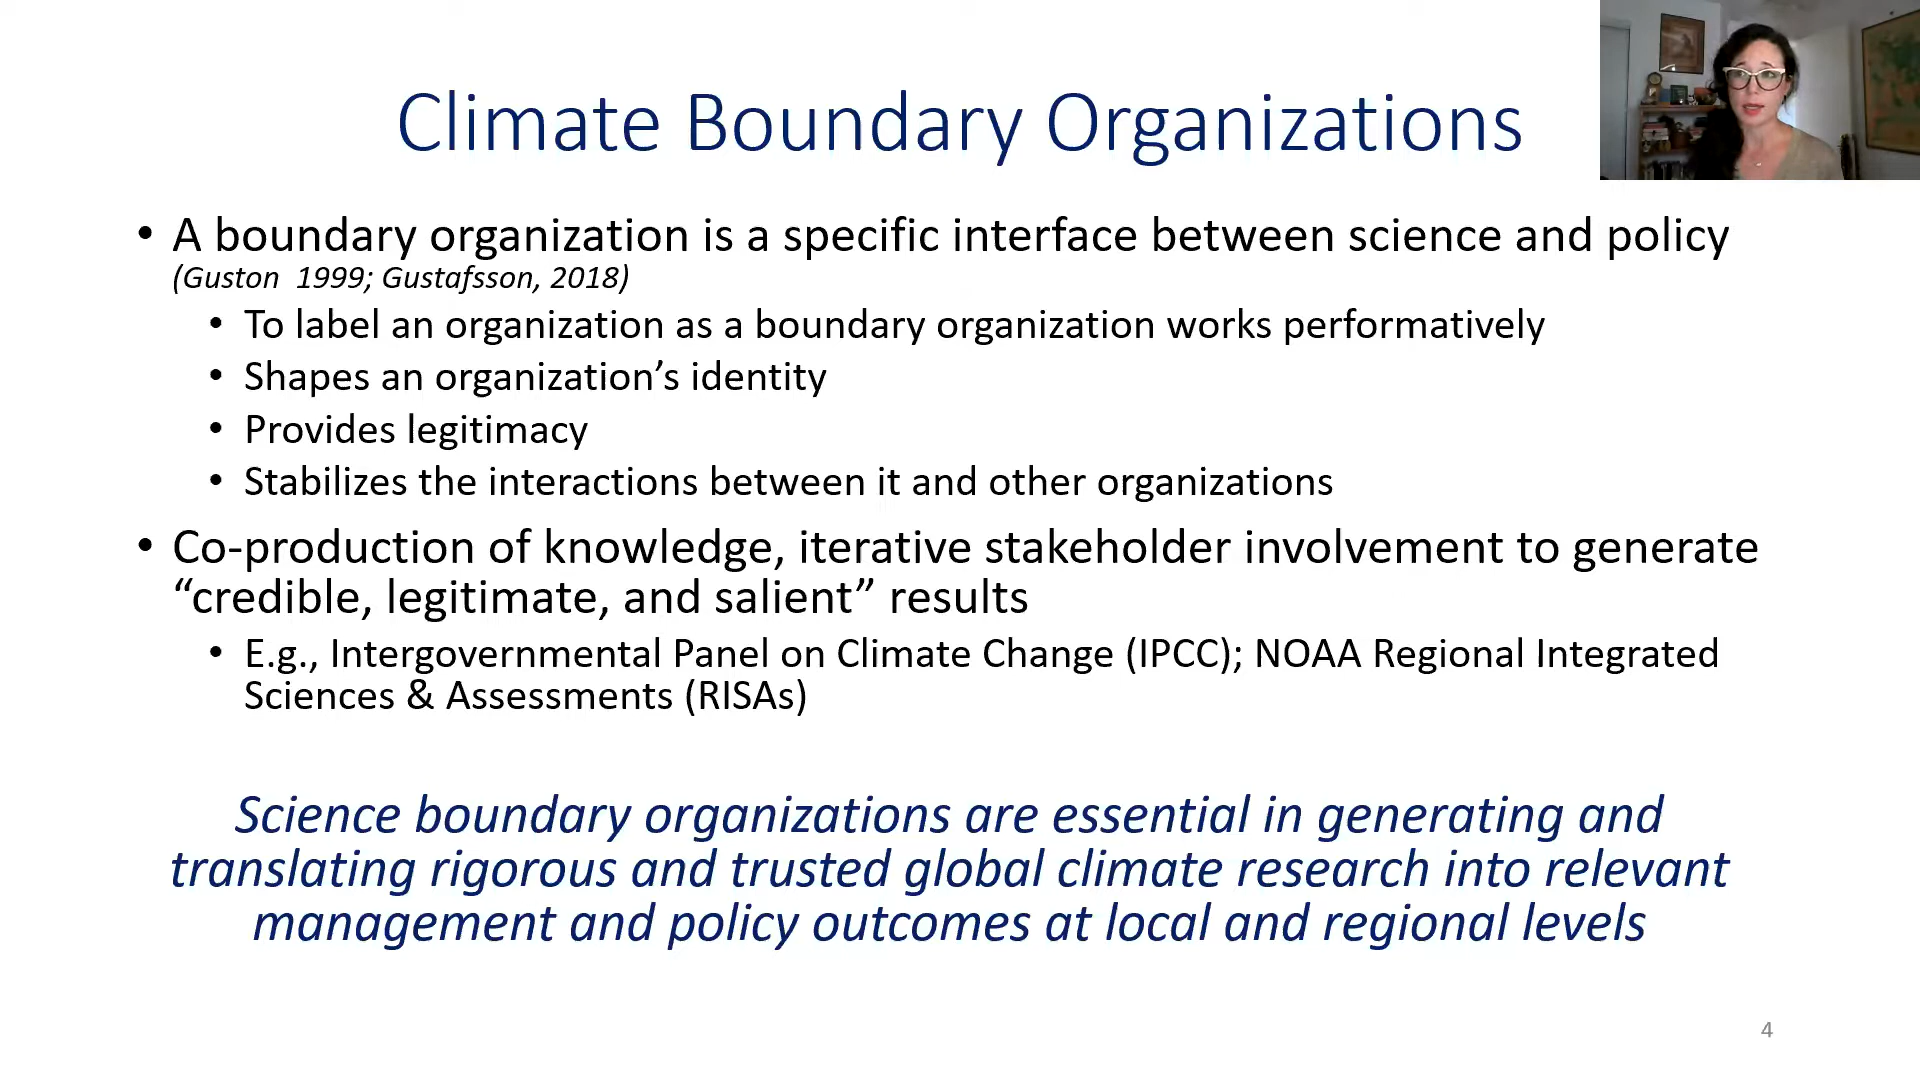 Climate Boundary Organizations
• A boundary organization is a specific interface between science and policy
(Guston  1999; Gustafsson, 2018)
• To label an organization as a boundary organization works performatively
• Shapes an organization’s identity
• Provides legitimacy
• Stabilizes the interactions between it and other organizations
• Co-production of knowledge, iterative stakeholder involvement to generate
“credible, legitimate, and salient” results
• E.g., Intergovernmental Panel on Climate Change (IPCC); NOAA Regional Integrated
Sciences & Assessments (RISAs)
Science boundary organizations are essential in generating and
translating rigorous and trusted global climate research into relevant
management and policy outcomes at local and regional levels
4